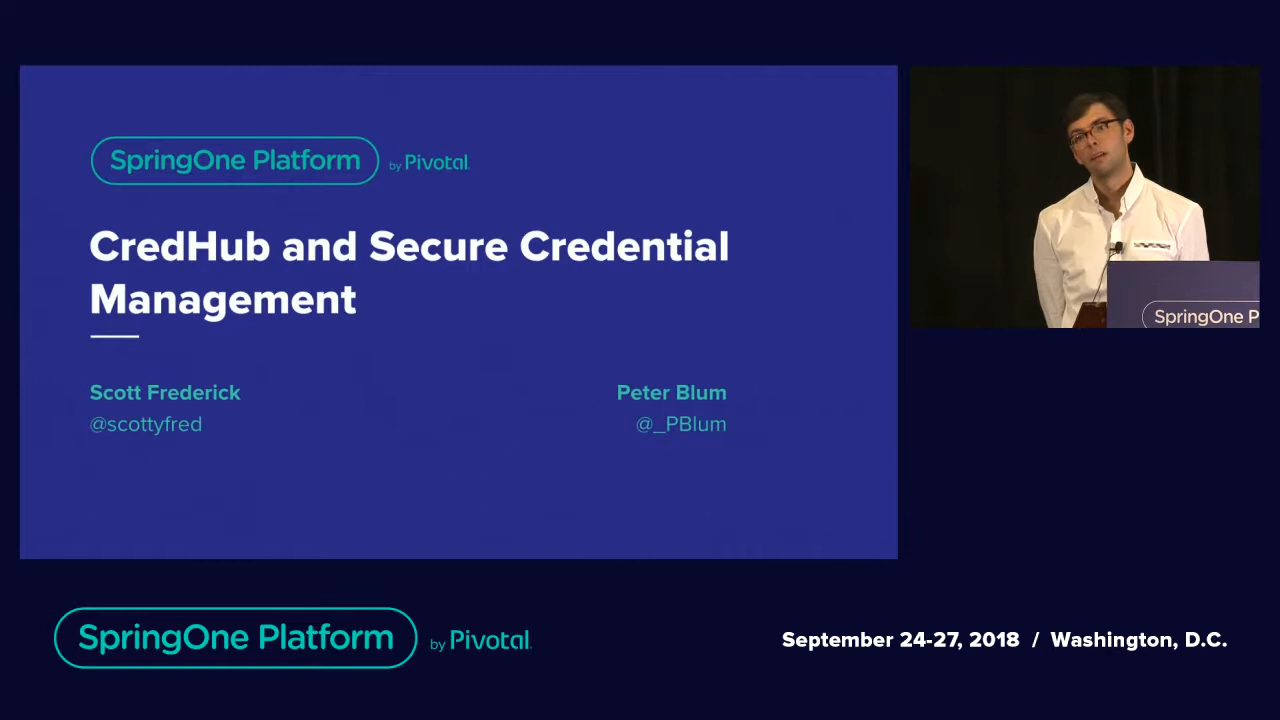 SpringOne Platform by Pivotal.
CredHub and Secure Credential
Management
Scott Frederick
@scottyfred
Peter Blum
@_PBlum
SpringOne P
SpringOne Platform by Pivotal.
September 24-27, 2018 / Washington, D.C.